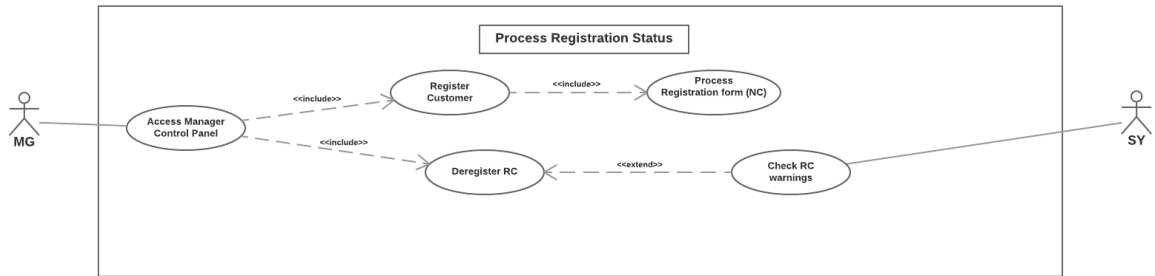 Process Registration Status
Register
Customer
<<include>>
Process
Registration form (NC)
<<include>>
Access Manager
Control Panel
MG
<<include>>
SY
Deregister RC
<<extend>>
Check RC
warnings